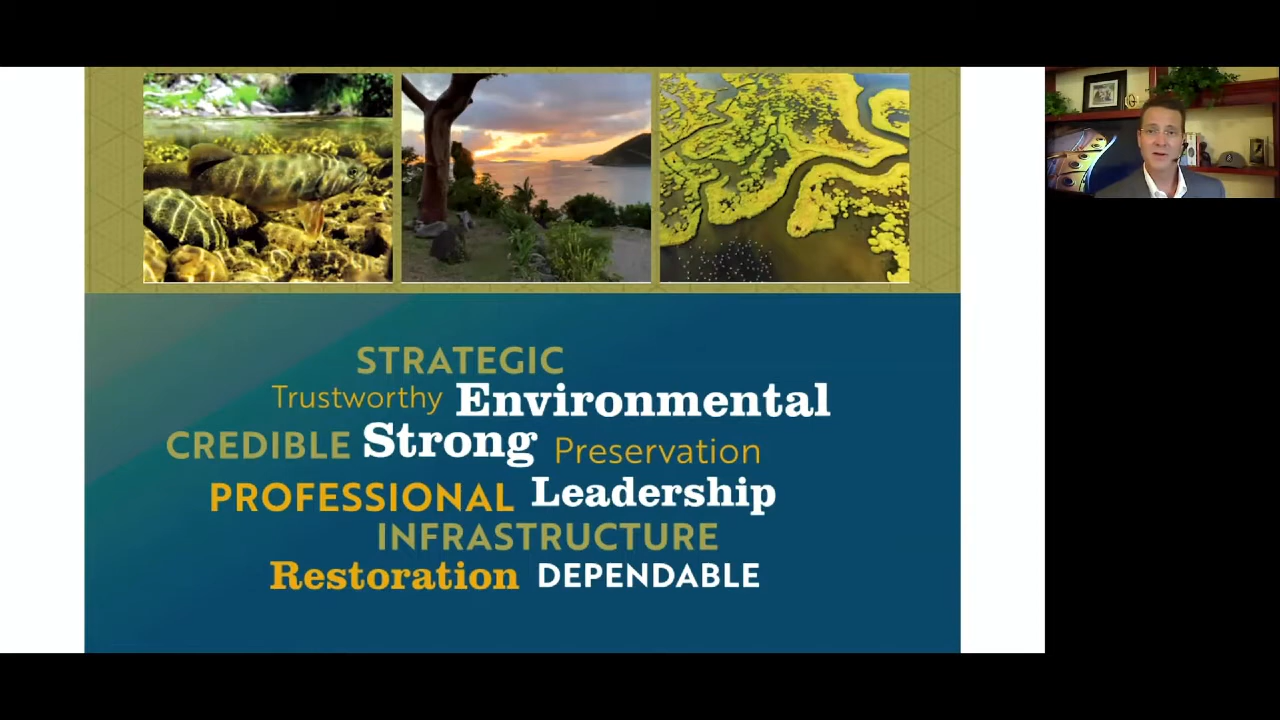 STRATEGIC
Trustworthy Environmental
CREDIBLE Strong Preservation
PROFESSIONAL Leadership
INFRASTRUCTURE
Restoration DEPENDABLE